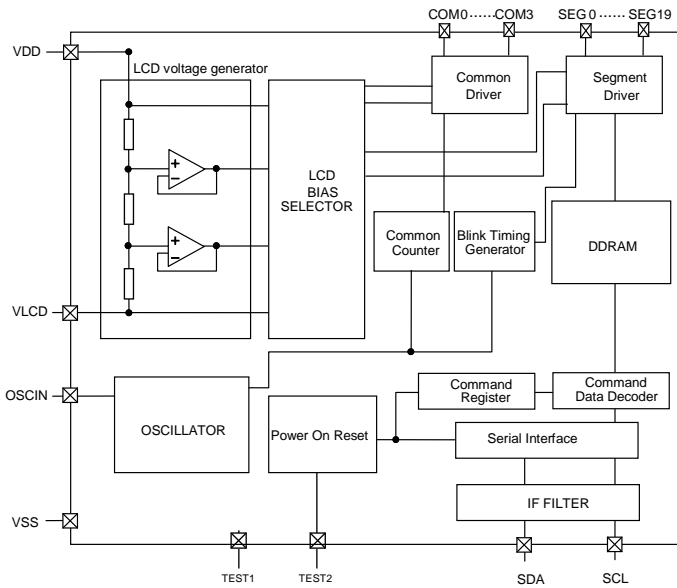 COM0 ...... COM3
SEG 0 ...... SEG19
VDD
LCD voltage generator
Common
Driver
Segment
Driver
+
−
LCD
BIAS
SELECTOR
Common
Counter
Blink Timing
Generator
DDRAM
+
−
VLCD
OSCIN
OSCILLATOR
Power On Reset
Command
Register
Command
Data Decoder
Serial Interface
IF FILTER
VSS
TEST1
TEST2
SDA
SCL